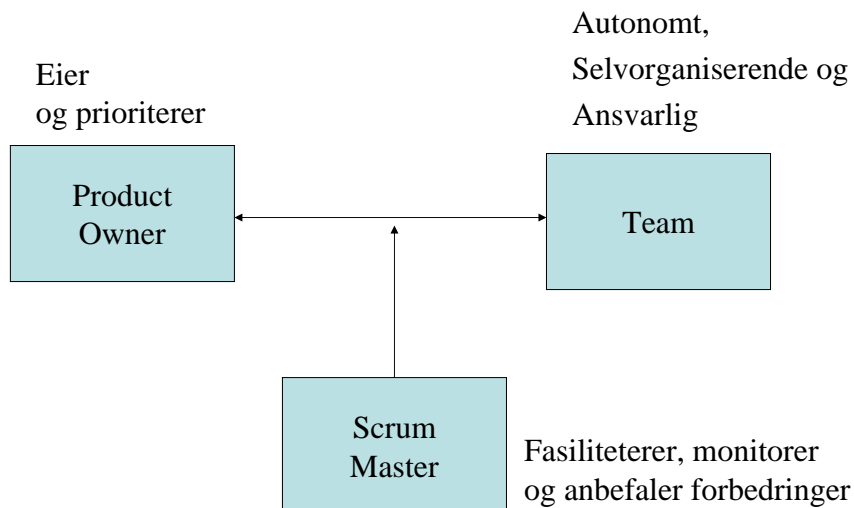 Eier
og prioriterer
Product
Owner
Autonomt,
Selvorganiserende og
Ansvarlig
Team
Scrum
Master
Fasiliteterer, monitorer
og anbefaler forbedringer